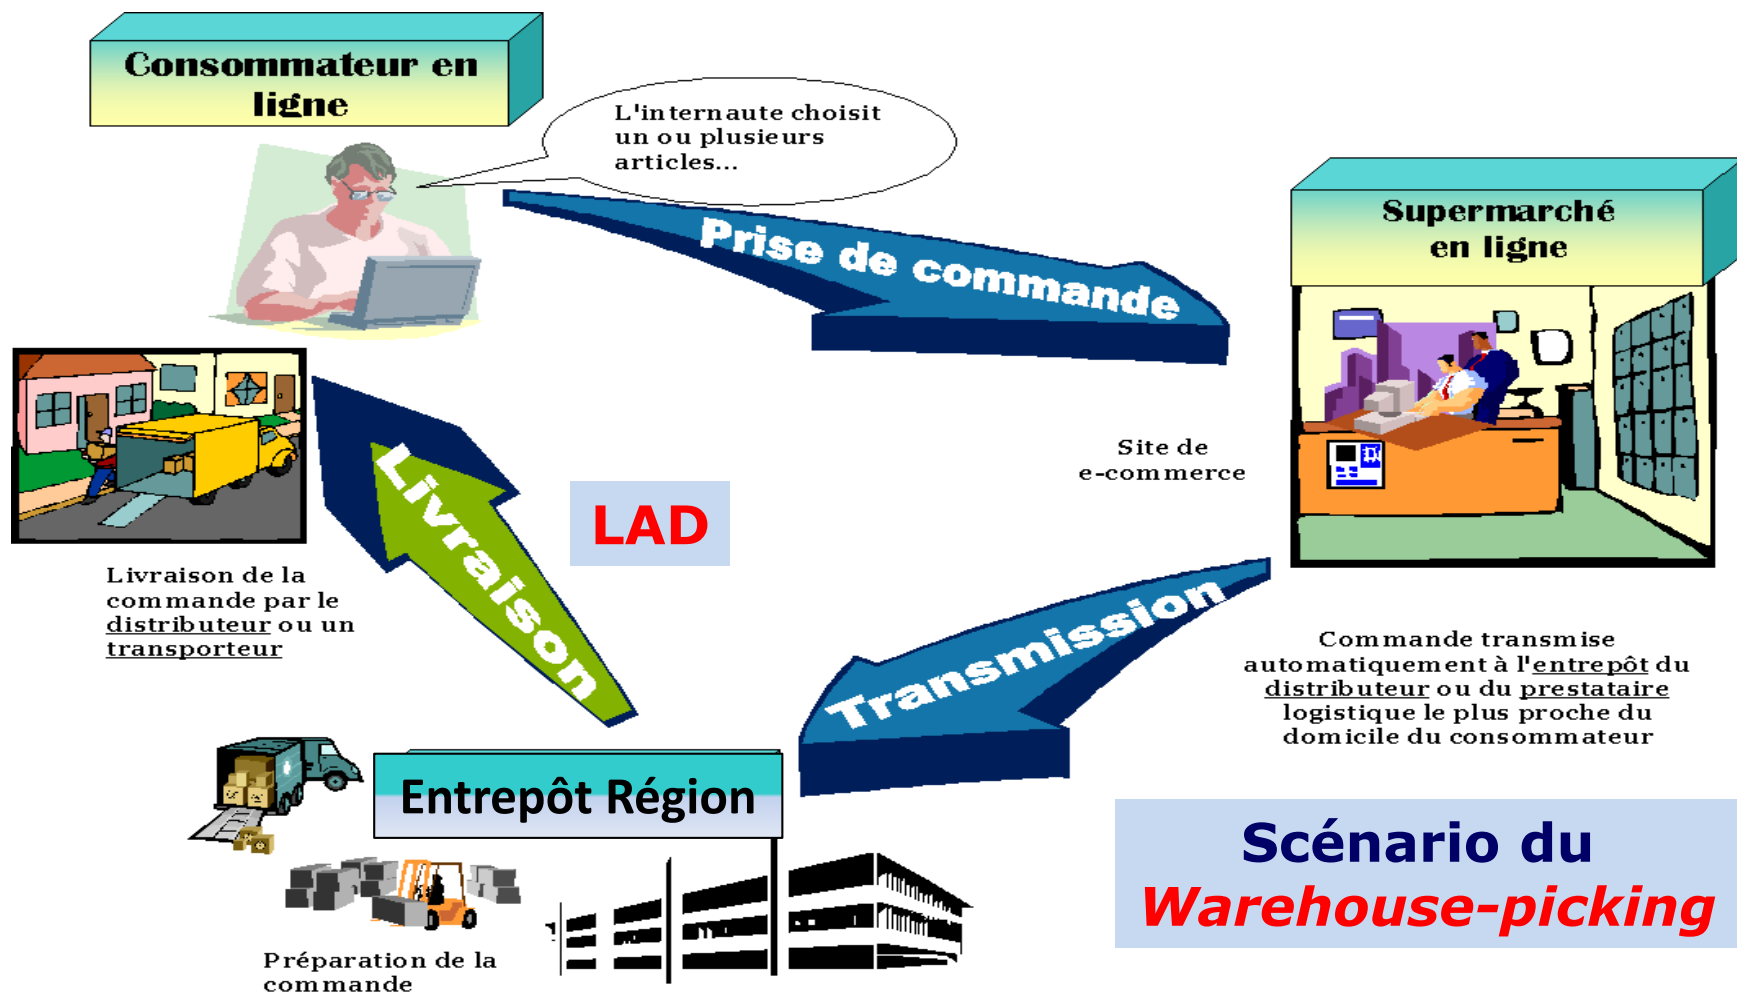 Consommateur en
ligne
L'internaute choisit
un ou plusieurs
articles...
Prise de commande
Supermarché
en ligne
Site de
e-commerce
Livraison
LAD
Livraison de la
commande par le
distributeur ou un
transporteur
Transmission
Commande transmise
automatiquement à l'entrepôt du
distributeur ou du prestataire
logistique le plus proche du
domicile du consommateur
Entrepôt Région
Préparation de la
commande
Scénario du
Warehouse-picking